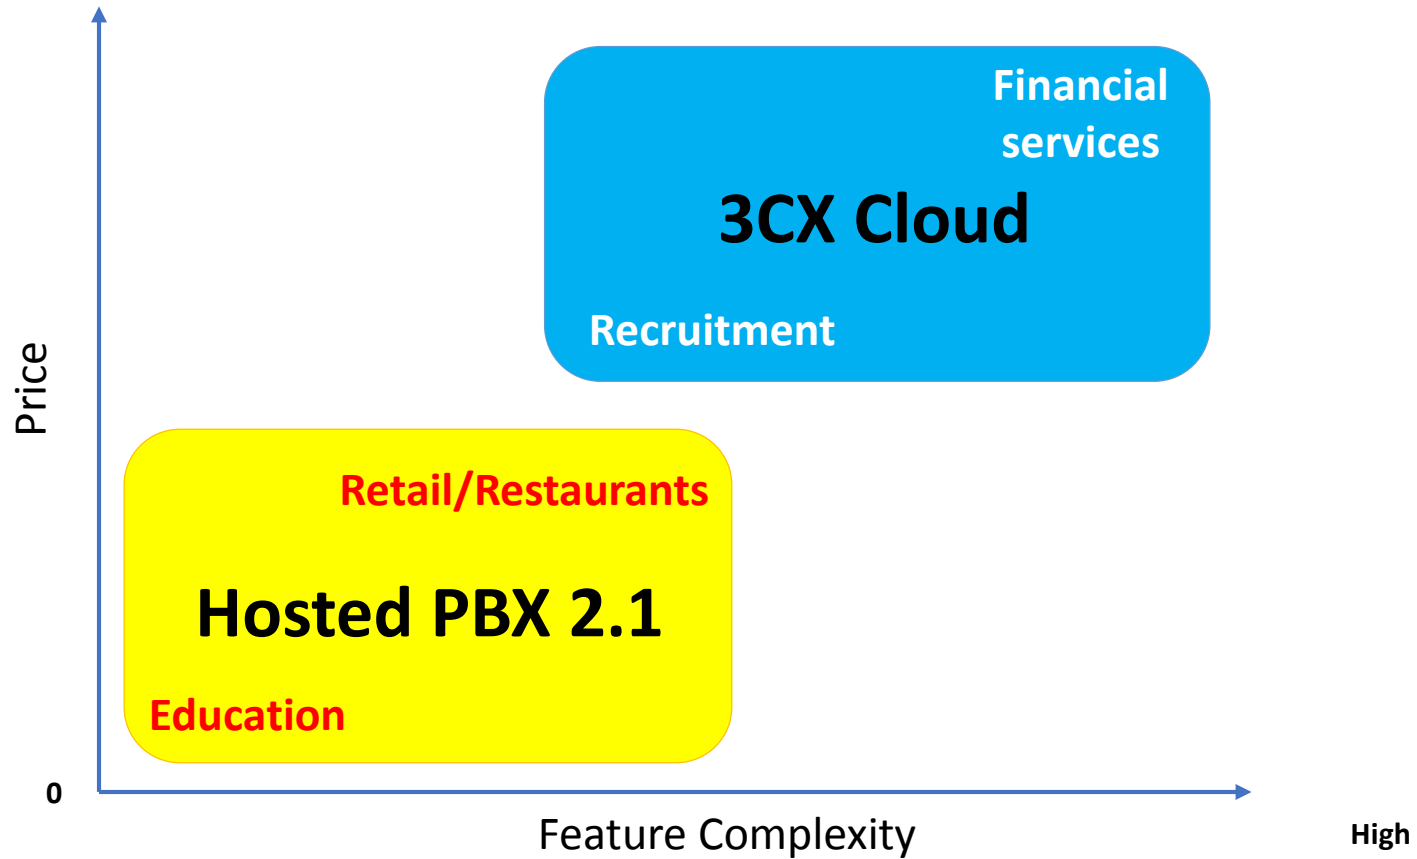 Financial
services
3CX Cloud
Recruitment
Price
Retail/Restaurants
Hosted PBX 2.1
Education
0
Feature Complexity
High